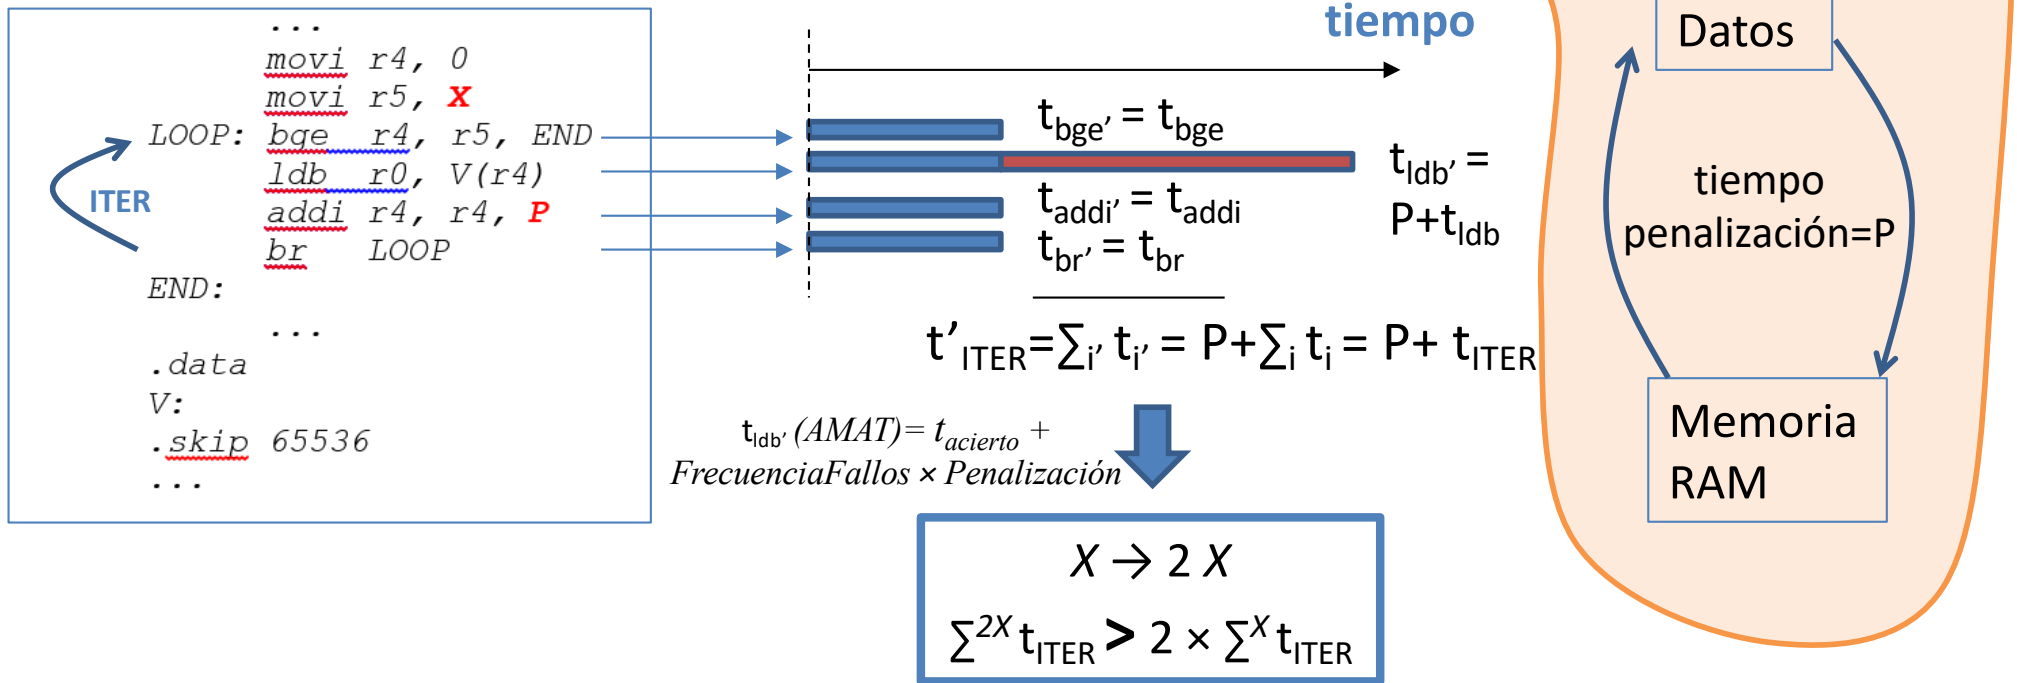 ...
movi r4, 0
movi r5, X
LOOP: bge r4, r5, END
ldb r0, V(r4)
addi r4, r4, P
br LOOP
END:
...
.data
V:
.skip 65536
...
ITER
tiempo
t_bge' = t_bge
t_ldb' =
P+t_ldb
t_addi' = t_addi
t_br' = t_br
t'_ITER=∑_i' t_i' = P+∑_i t_i = P+ t_ITER
t_ldb' (AMAT)= t_acierto +
FrecuenciaFallos × Penalización
X → 2 X
∑^2X t_ITER > 2 × ∑^X t_ITER
Datos
tiempo
penalización=P
Memoria
RAM